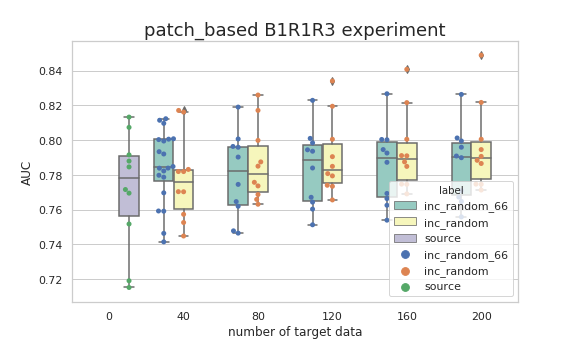 patch_based B1R1R3 experiment
0.84
0.82
0.80
0.78
0.76
0.74
0.72
AUC
0 40 80 120 160 200
number of target data
label
inc_random_66
inc_random
source
inc_random_66
inc_random
source